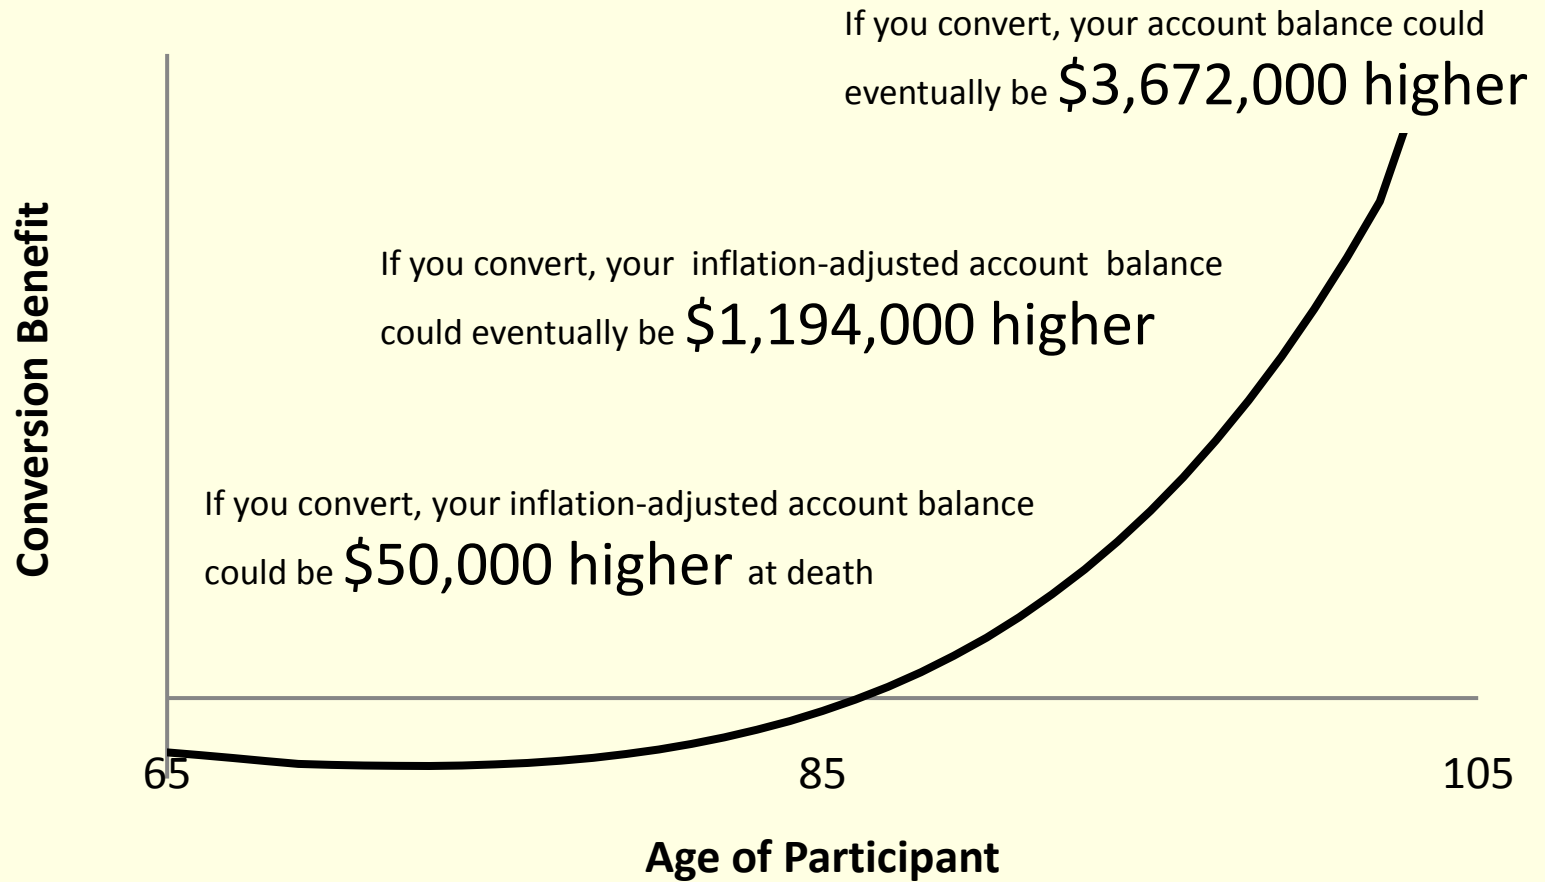 If you convert, your account balance could
eventually be $3,672,000 higher
If you convert, your inflation-adjusted account balance
could eventually be $1,194,000 higher
If you convert, your inflation-adjusted account balance
could be $50,000 higher at death
Conversion Benefit
65 85 105
Age of Participant